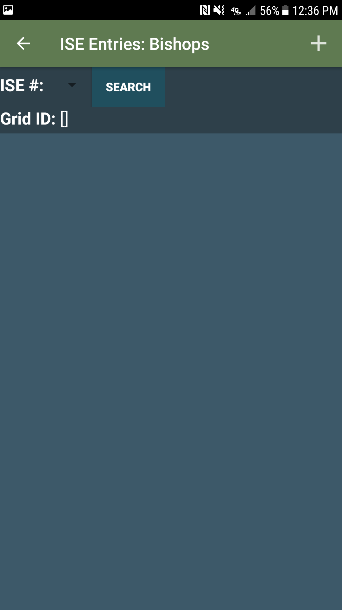 56% 12:36 PM
ISE Entries: Bishops
ISE #:
SEARCH
Grid ID: []